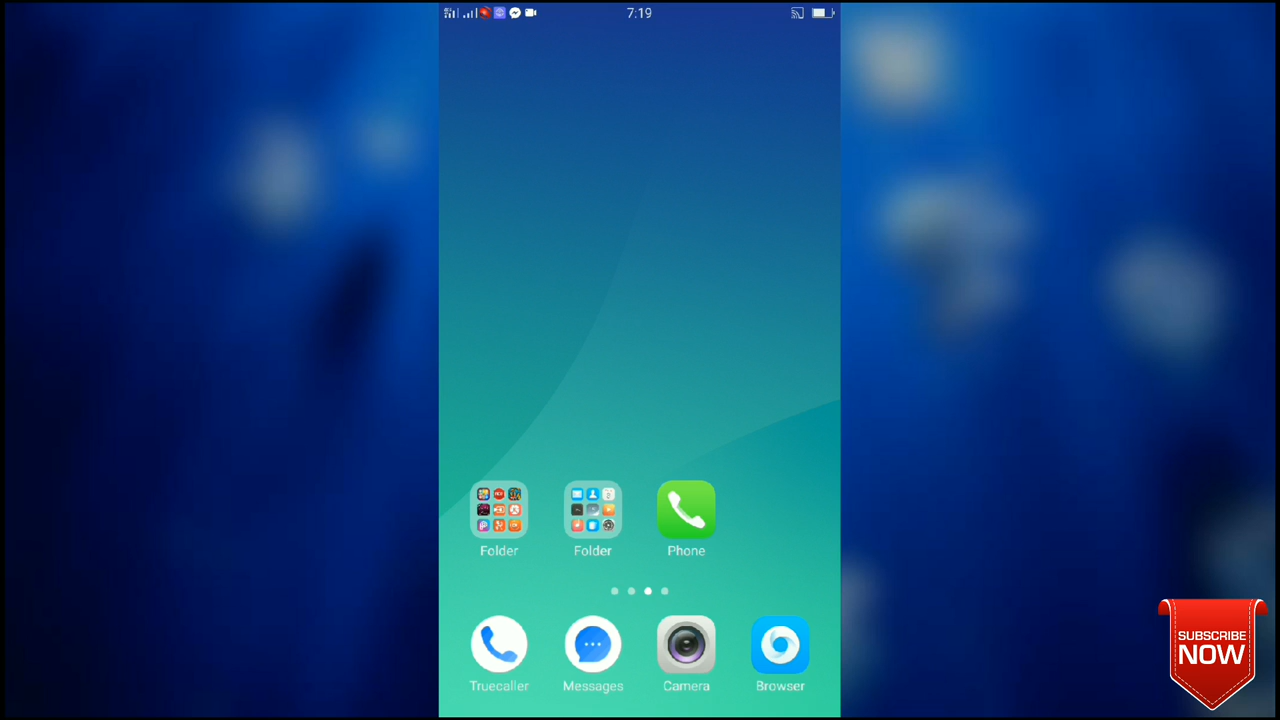 7:19
Folder
Folder
Phone
Truecaller
Messages
Camera
Browser
SUBSCRIBE
NOW